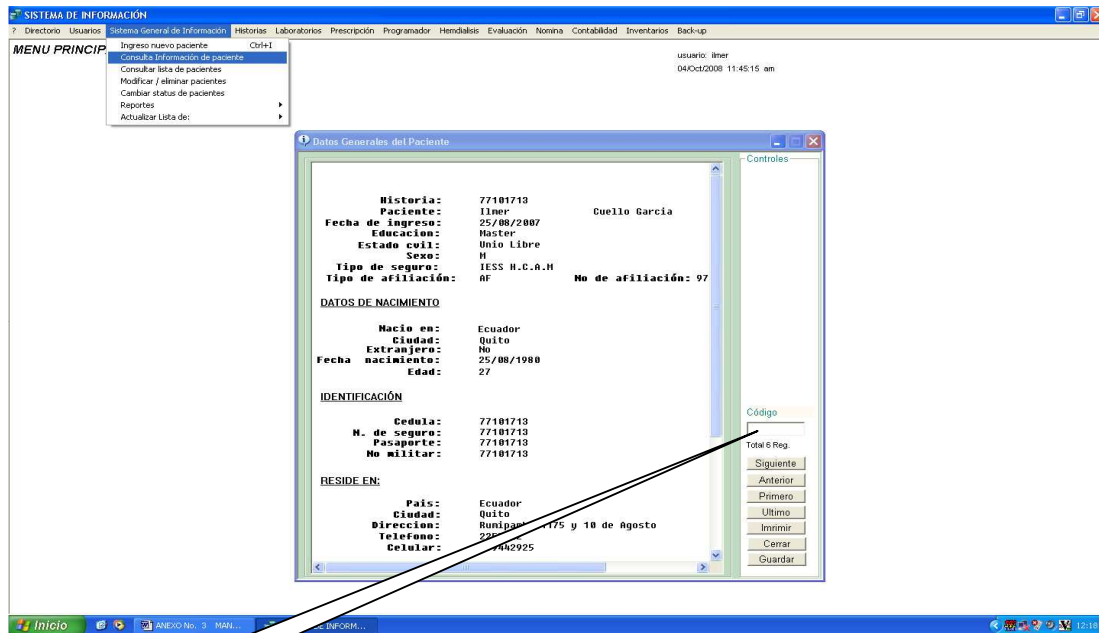 SISTEMA DE INFORMACIÓN
? Directorio Usuarios Sistema General de Información Historias Laboratorios Prescripción Programador Hemdialisis Evaluación Nomina Contabilidad Inventarios Back-up
MENU PRINCIP
Ingreso nuevo paciente Ctrl+I
Consulta Información de paciente
Consultar lista de pacientes
Modificar / eliminar pacientes
Cambiar status de pacientes
Reportes
Actualizar Lista de:
usuario: ilmer
04/Oct/2008 11:45:15 am
Datos Generales del Paciente
Historia: 77101713
Paciente: Ilmer Cuello Garcia
Fecha de ingreso: 25/08/2007
Educacion: Master
Estado cvil: Unio Libre
Sexo: M
Tipo de seguro: IESS H.C.A.M
Tipo de afiliación: AF No de afiliación: 97
DATOS DE NACIMIENTO
Nacio en: Ecuador
Ciudad: Quito
Extranjero: No
Fecha nacimiento: 25/08/1980
Edad: 27
IDENTIFICACIÓN
Cedula: 77101713
N. de seguro: 77101713
Pasaporte: 77101713
No militar: 77101713
RESIDE EN:
Pais: Ecuador
Ciudad: Quito
Direccion: y 10 de Agosto
Telefono:
Celular:
Controles
Código
Total 6 Reg.
Siguiente
Anterior
Primero
Ultimo
Imrimir
Cerrar
Guardar
Inicio
ANEXO No. 3 MAN...
INFORM...
12:18